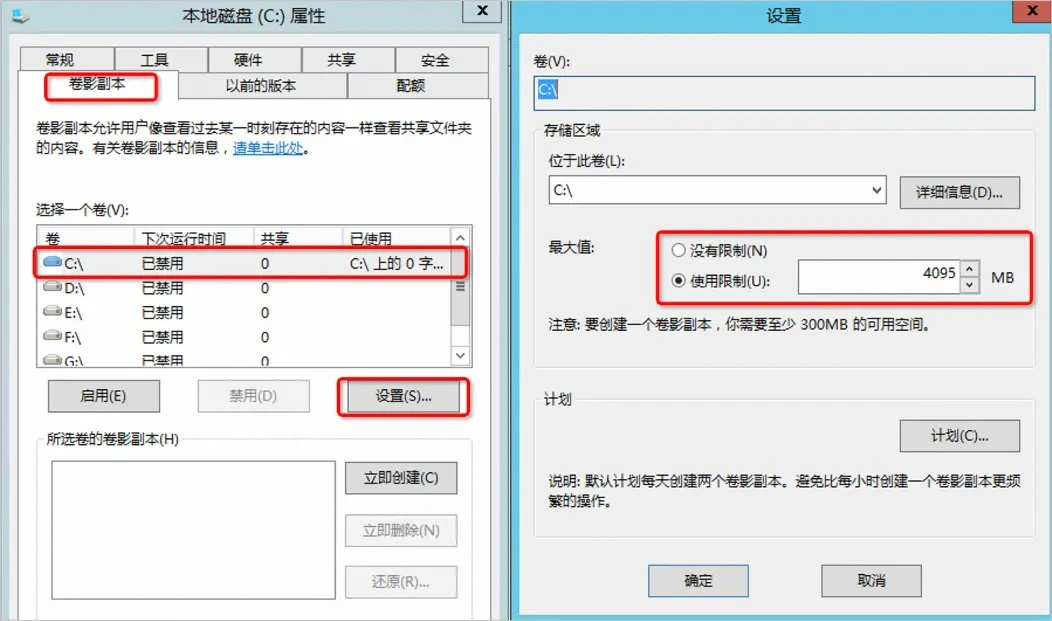 本地磁盘 (C:) 属性
常规
工具
硬件
共享
安全
卷影副本
以前的版本
配额
卷影副本允许用户像查看过去某一时刻存在的内容一样查看共享文件夹
的内容。有关卷影副本的信息，请单击此处。
选择一个卷(V):
卷 下次运行时间 共享 已使用
C:\ 已禁用 0 C:\ 上的 0 字...
D:\ 已禁用 0
E:\ 已禁用 0
F:\ 已禁用 0
G:\ 已禁用 0
启用(E)
禁用(D)
设置(S)...
所选卷的卷影副本(H)
立即创建(C)
立即删除(N)
还原(R)...
设置
卷(V):
C:\
存储区域
位于此卷(L):
C:\
详细信息(D)...
最大值:
没有限制(N)
使用限制(U):
4095
MB
注意: 要创建一个卷影副本，你需要至少 300MB 的可用空间。
计划
计划(C)...
说明: 默认计划每天创建两个卷影副本。避免比每小时创建一个卷影副本更频
繁的操作。
确定
取消